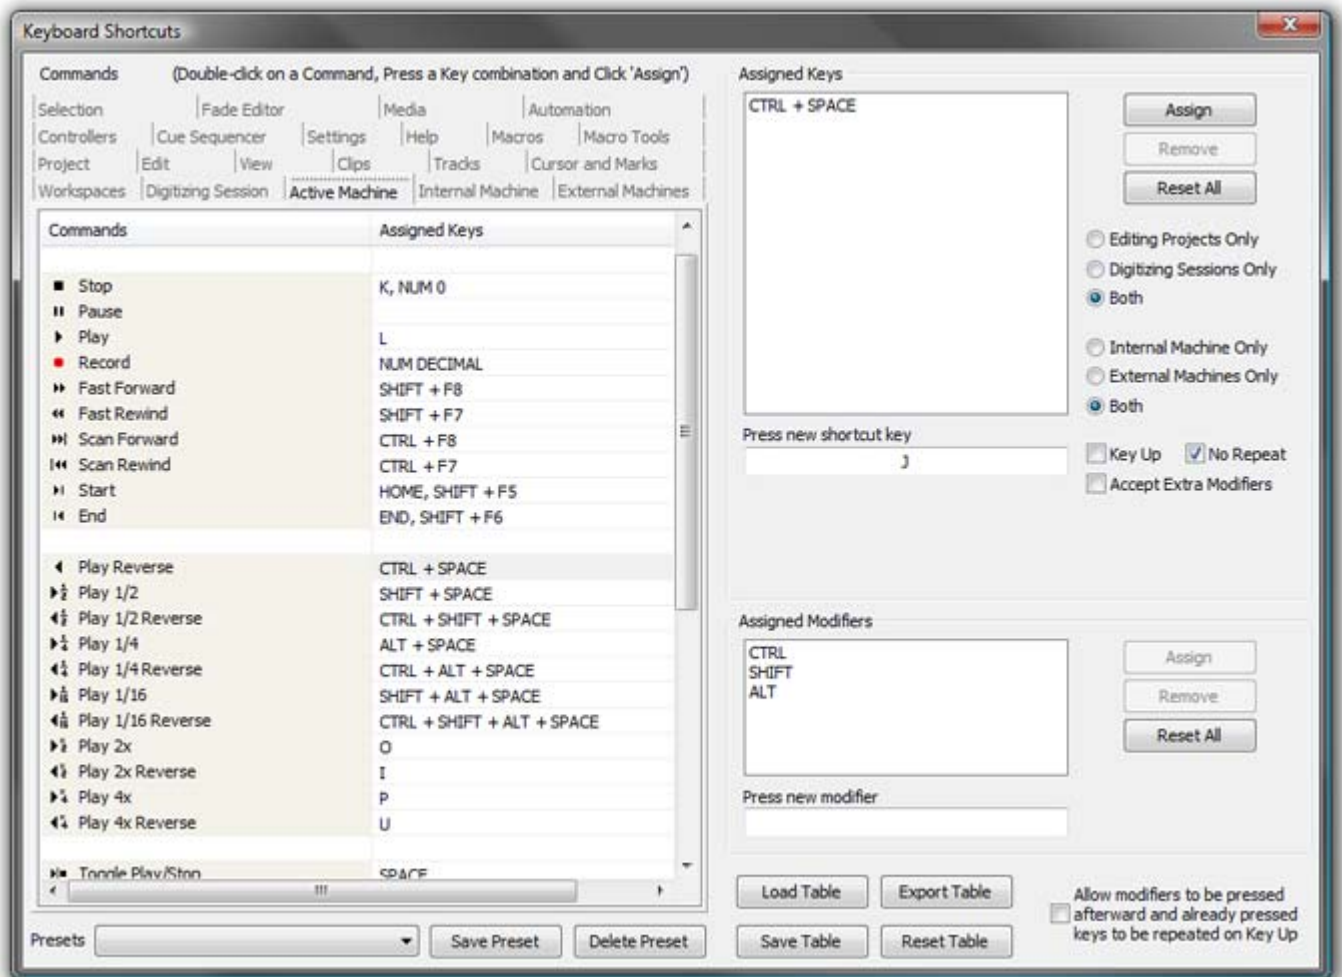 Keyboard Shortcuts
Commands (Double-click on a Command, Press a Key combination and Click 'Assign')
Selection Fade Editor Media Automation
Controllers Cue Sequencer Settings Help Macros Macro Tools
Project Edit View Clips Tracks Cursor and Marks
Workspaces Digitizing Session Active Machine Internal Machine External Machines
Commands Assigned Keys
Stop K, NUM 0
Pause
Play L
Record NUM DECIMAL
Fast Forward SHIFT + F8
Fast Rewind SHIFT + F7
Scan Forward CTRL + F8
Scan Rewind CTRL + F7
Start HOME, SHIFT + F5
End END, SHIFT + F6
Play Reverse CTRL + SPACE
Play 1/2 SHIFT + SPACE
Play 1/2 Reverse CTRL + SHIFT + SPACE
Play 1/4 ALT + SPACE
Play 1/4 Reverse CTRL + ALT + SPACE
Play 1/16 SHIFT + ALT + SPACE
Play 1/16 Reverse CTRL + SHIFT + ALT + SPACE
Play 2x O
Play 2x Reverse I
Play 4x P
Play 4x Reverse U
Toggle Play/Stop SPACE
Presets Save Preset Delete Preset
Assigned Keys
CTRL + SPACE
Assign
Remove
Reset All
Editing Projects Only
Digitizing Sessions Only
Both
Internal Machine Only
External Machines Only
Both
Press new shortcut key
J
Key Up No Repeat
Accept Extra Modifiers
Assigned Modifiers
CTRL
SHIFT
ALT
Assign
Remove
Reset All
Press new modifier
Load Table Export Table
Save Table Reset Table
Allow modifiers to be pressed
afterward and already pressed
keys to be repeated on Key Up